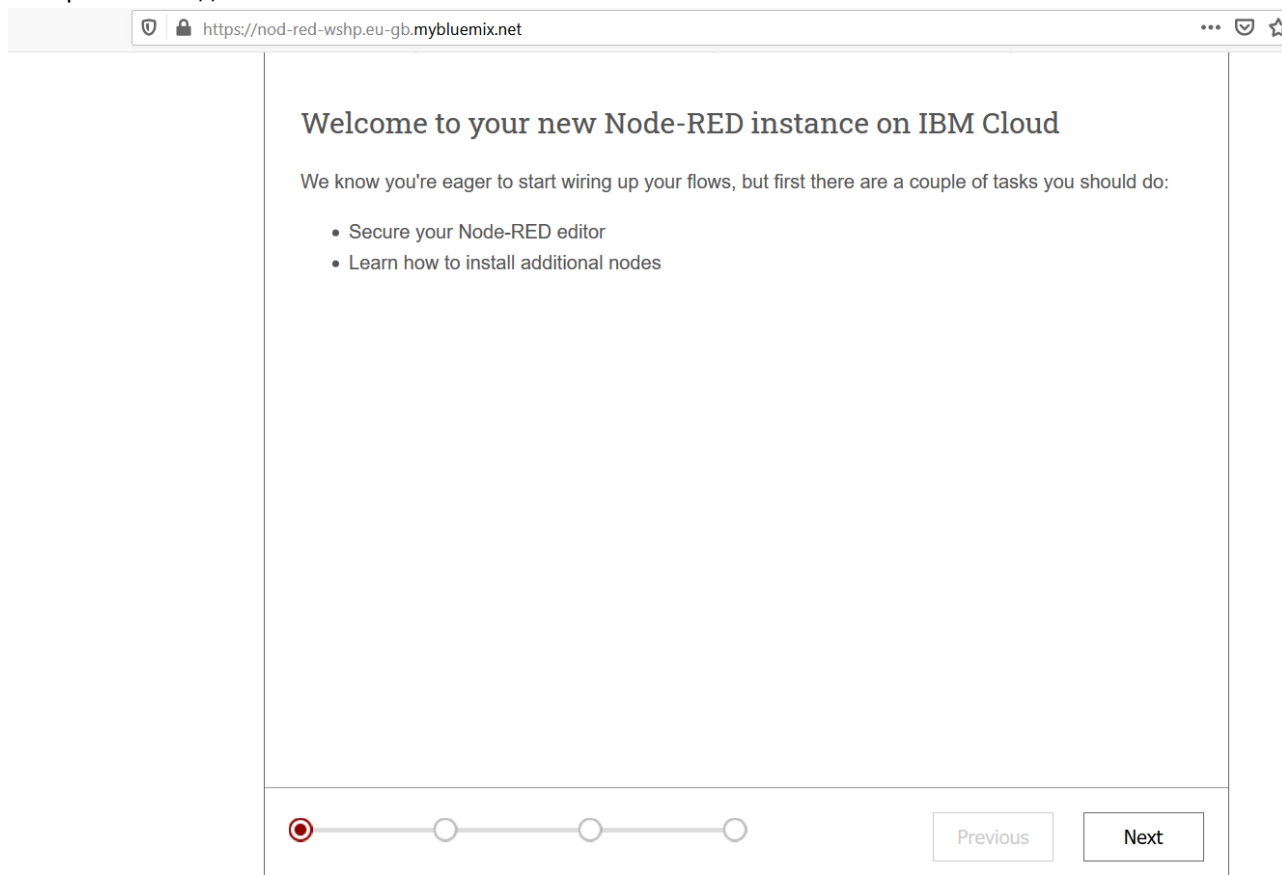 https://nod-red-wshp.eu-gb.mybluemix.net
Welcome to your new Node-RED instance on IBM Cloud
We know you're eager to start wiring up your flows, but first there are a couple of tasks you should do:
• Secure your Node-RED editor
• Learn how to install additional nodes
Previous
Next